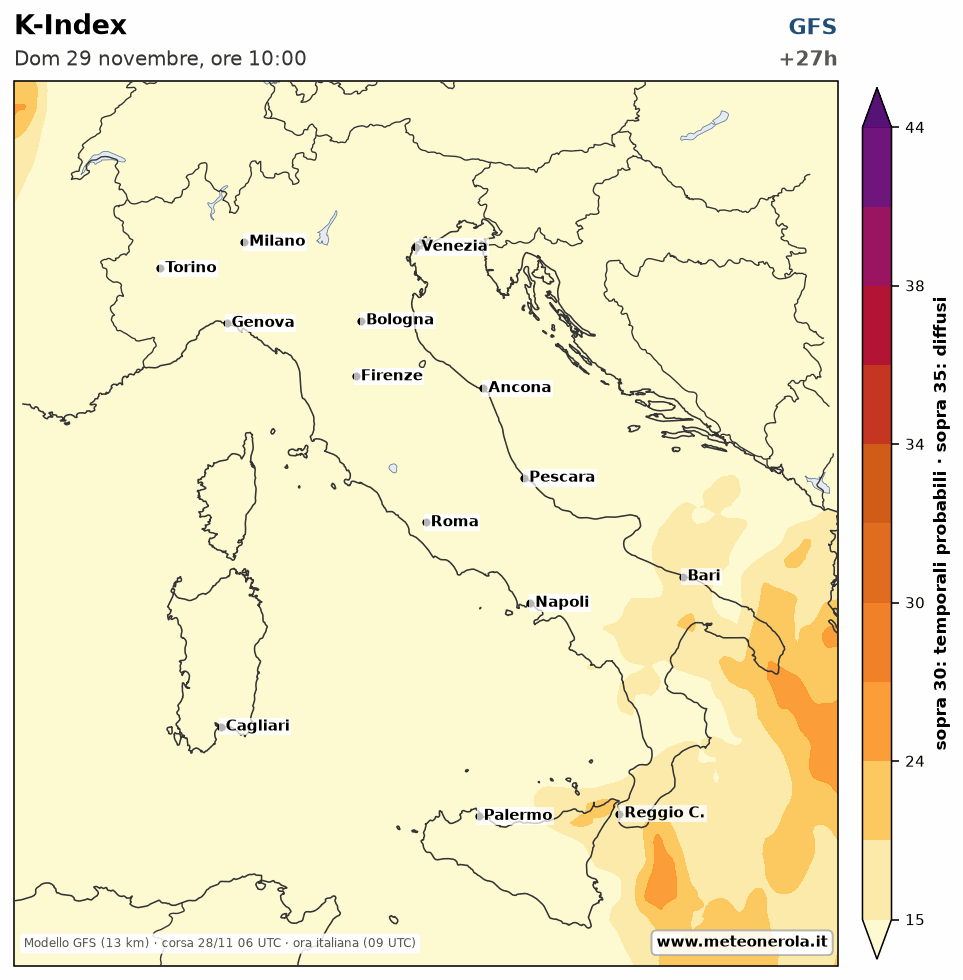 K-Index
GFS
Dom 29 novembre, ore 10:00
+27h
44
38
34
30
24
15
sopra 30: temporali probabili · sopra 35: diffusi
Milano
Venezia
Torino
Genova
Bologna
Firenze
Ancona
Pescara
Roma
Bari
Napoli
Cagliari
Palermo
Reggio C.
Modello GFS (13 km) · corsa 28/11 06 UTC · ora italiana (09 UTC)
www.meteonerola.it